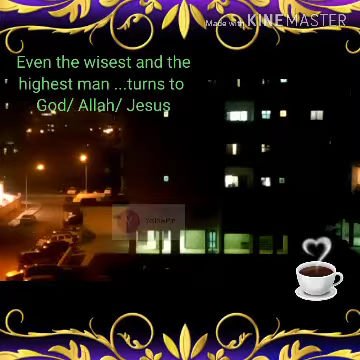 Made with KINEMASTER
Even the wisest and the
highest man ...turns to
God/ Allah/ Jesus